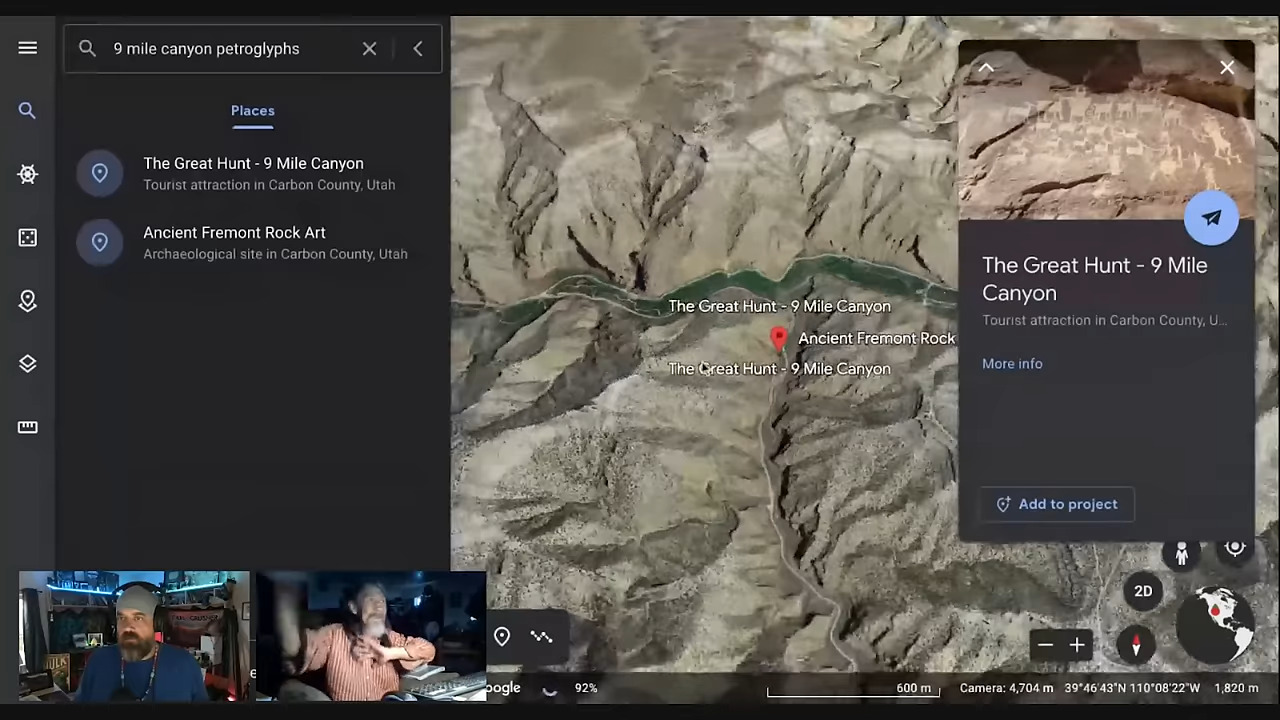 9 mile canyon petroglyphs
Places
The Great Hunt - 9 Mile Canyon
Tourist attraction in Carbon County, Utah
Ancient Fremont Rock Art
Archaeological site in Carbon County, Utah
The Great Hunt - 9 Mile Canyon
Ancient Fremont Rock
The Great Hunt - 9 Mile Canyon
The Great Hunt - 9 Mile
Canyon
Tourist attraction in Carbon County, U...
More info
Add to project
2D
oogle
92%
600 m
Camera: 4,704 m
39°46'43"N 110°08'22"W
1,820 m